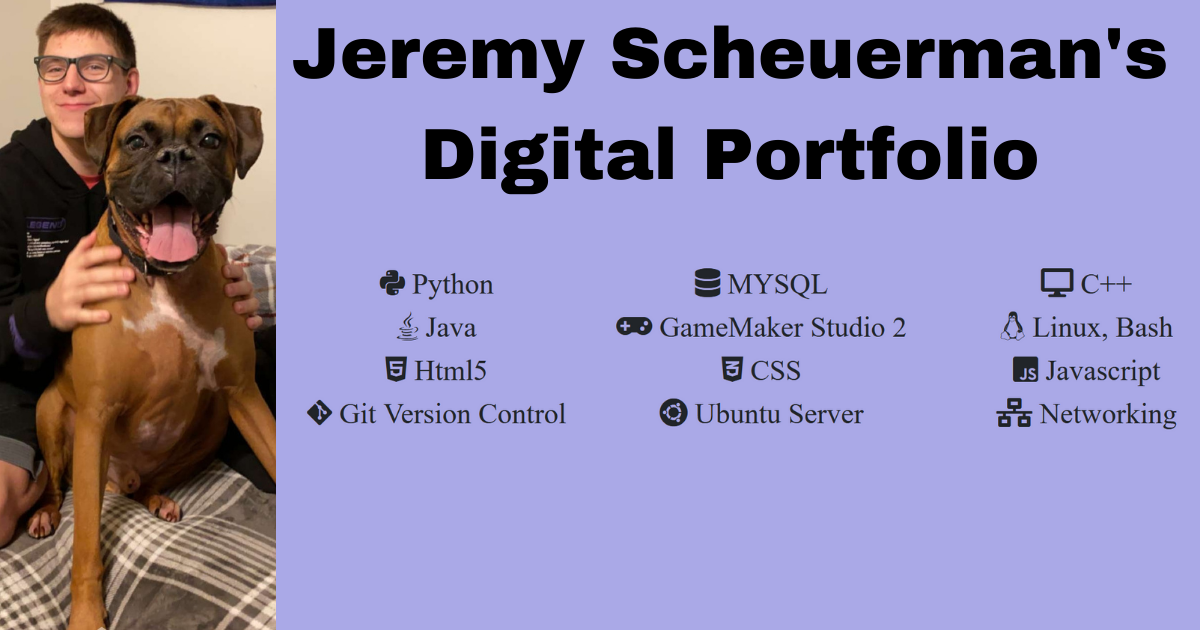 Jeremy Scheuerman's
Digital Portfolio
Python MYSQL C++
Java GameMaker Studio 2 Linux, Bash
Html5 CSS JS Javascript
Git Version Control Ubuntu Server Networking